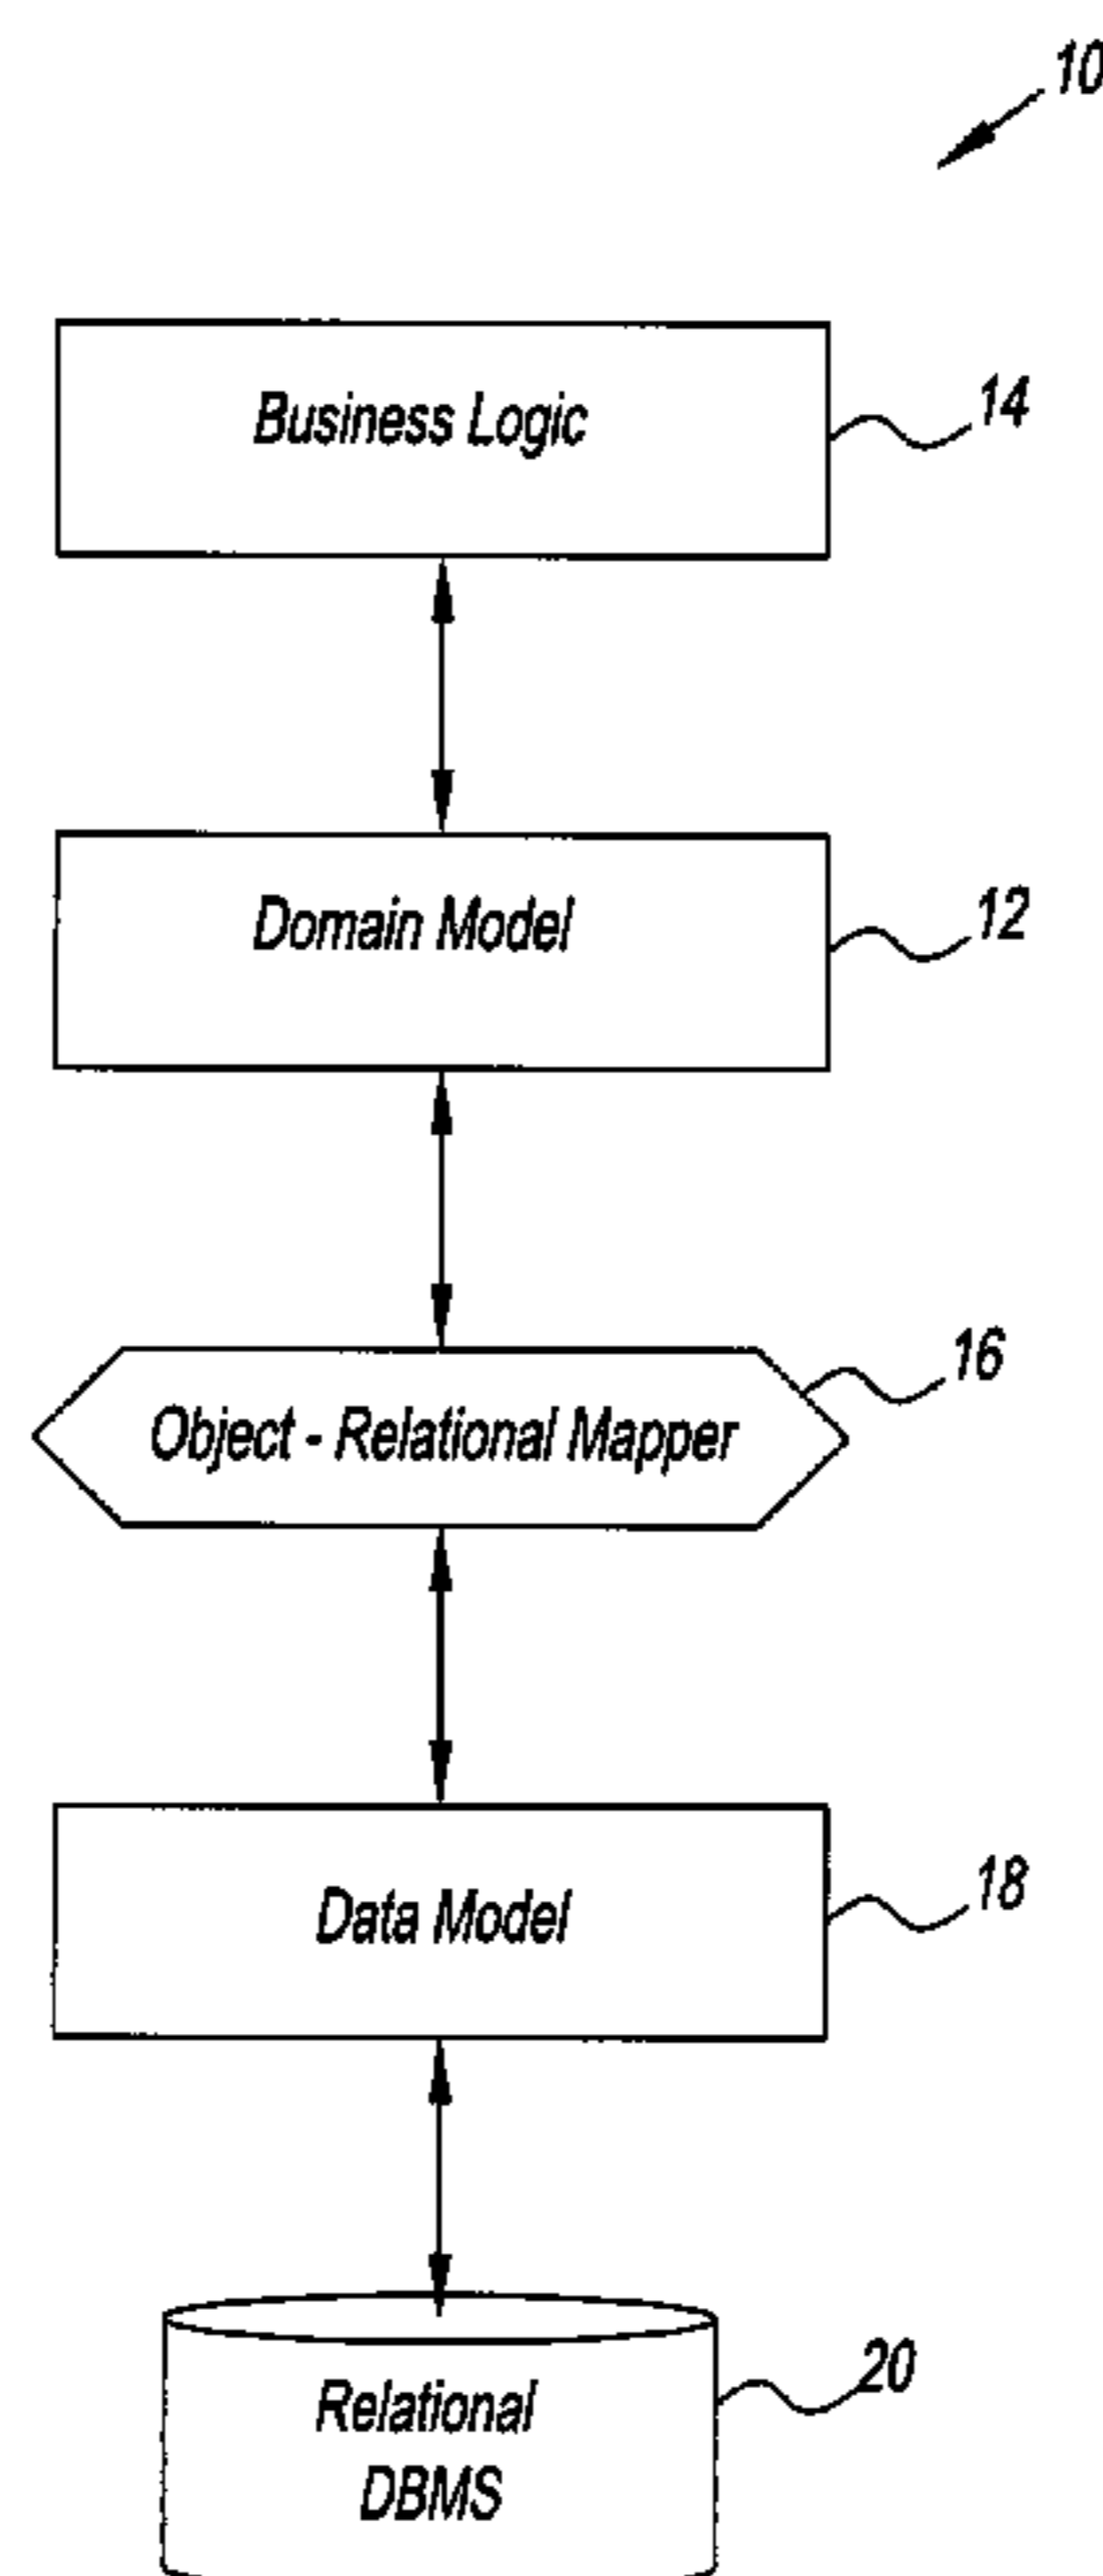 10
Business Logic
14
Domain Model
12
Object - Relational Mapper
16
Data Model
18
Relational
DBMS
20